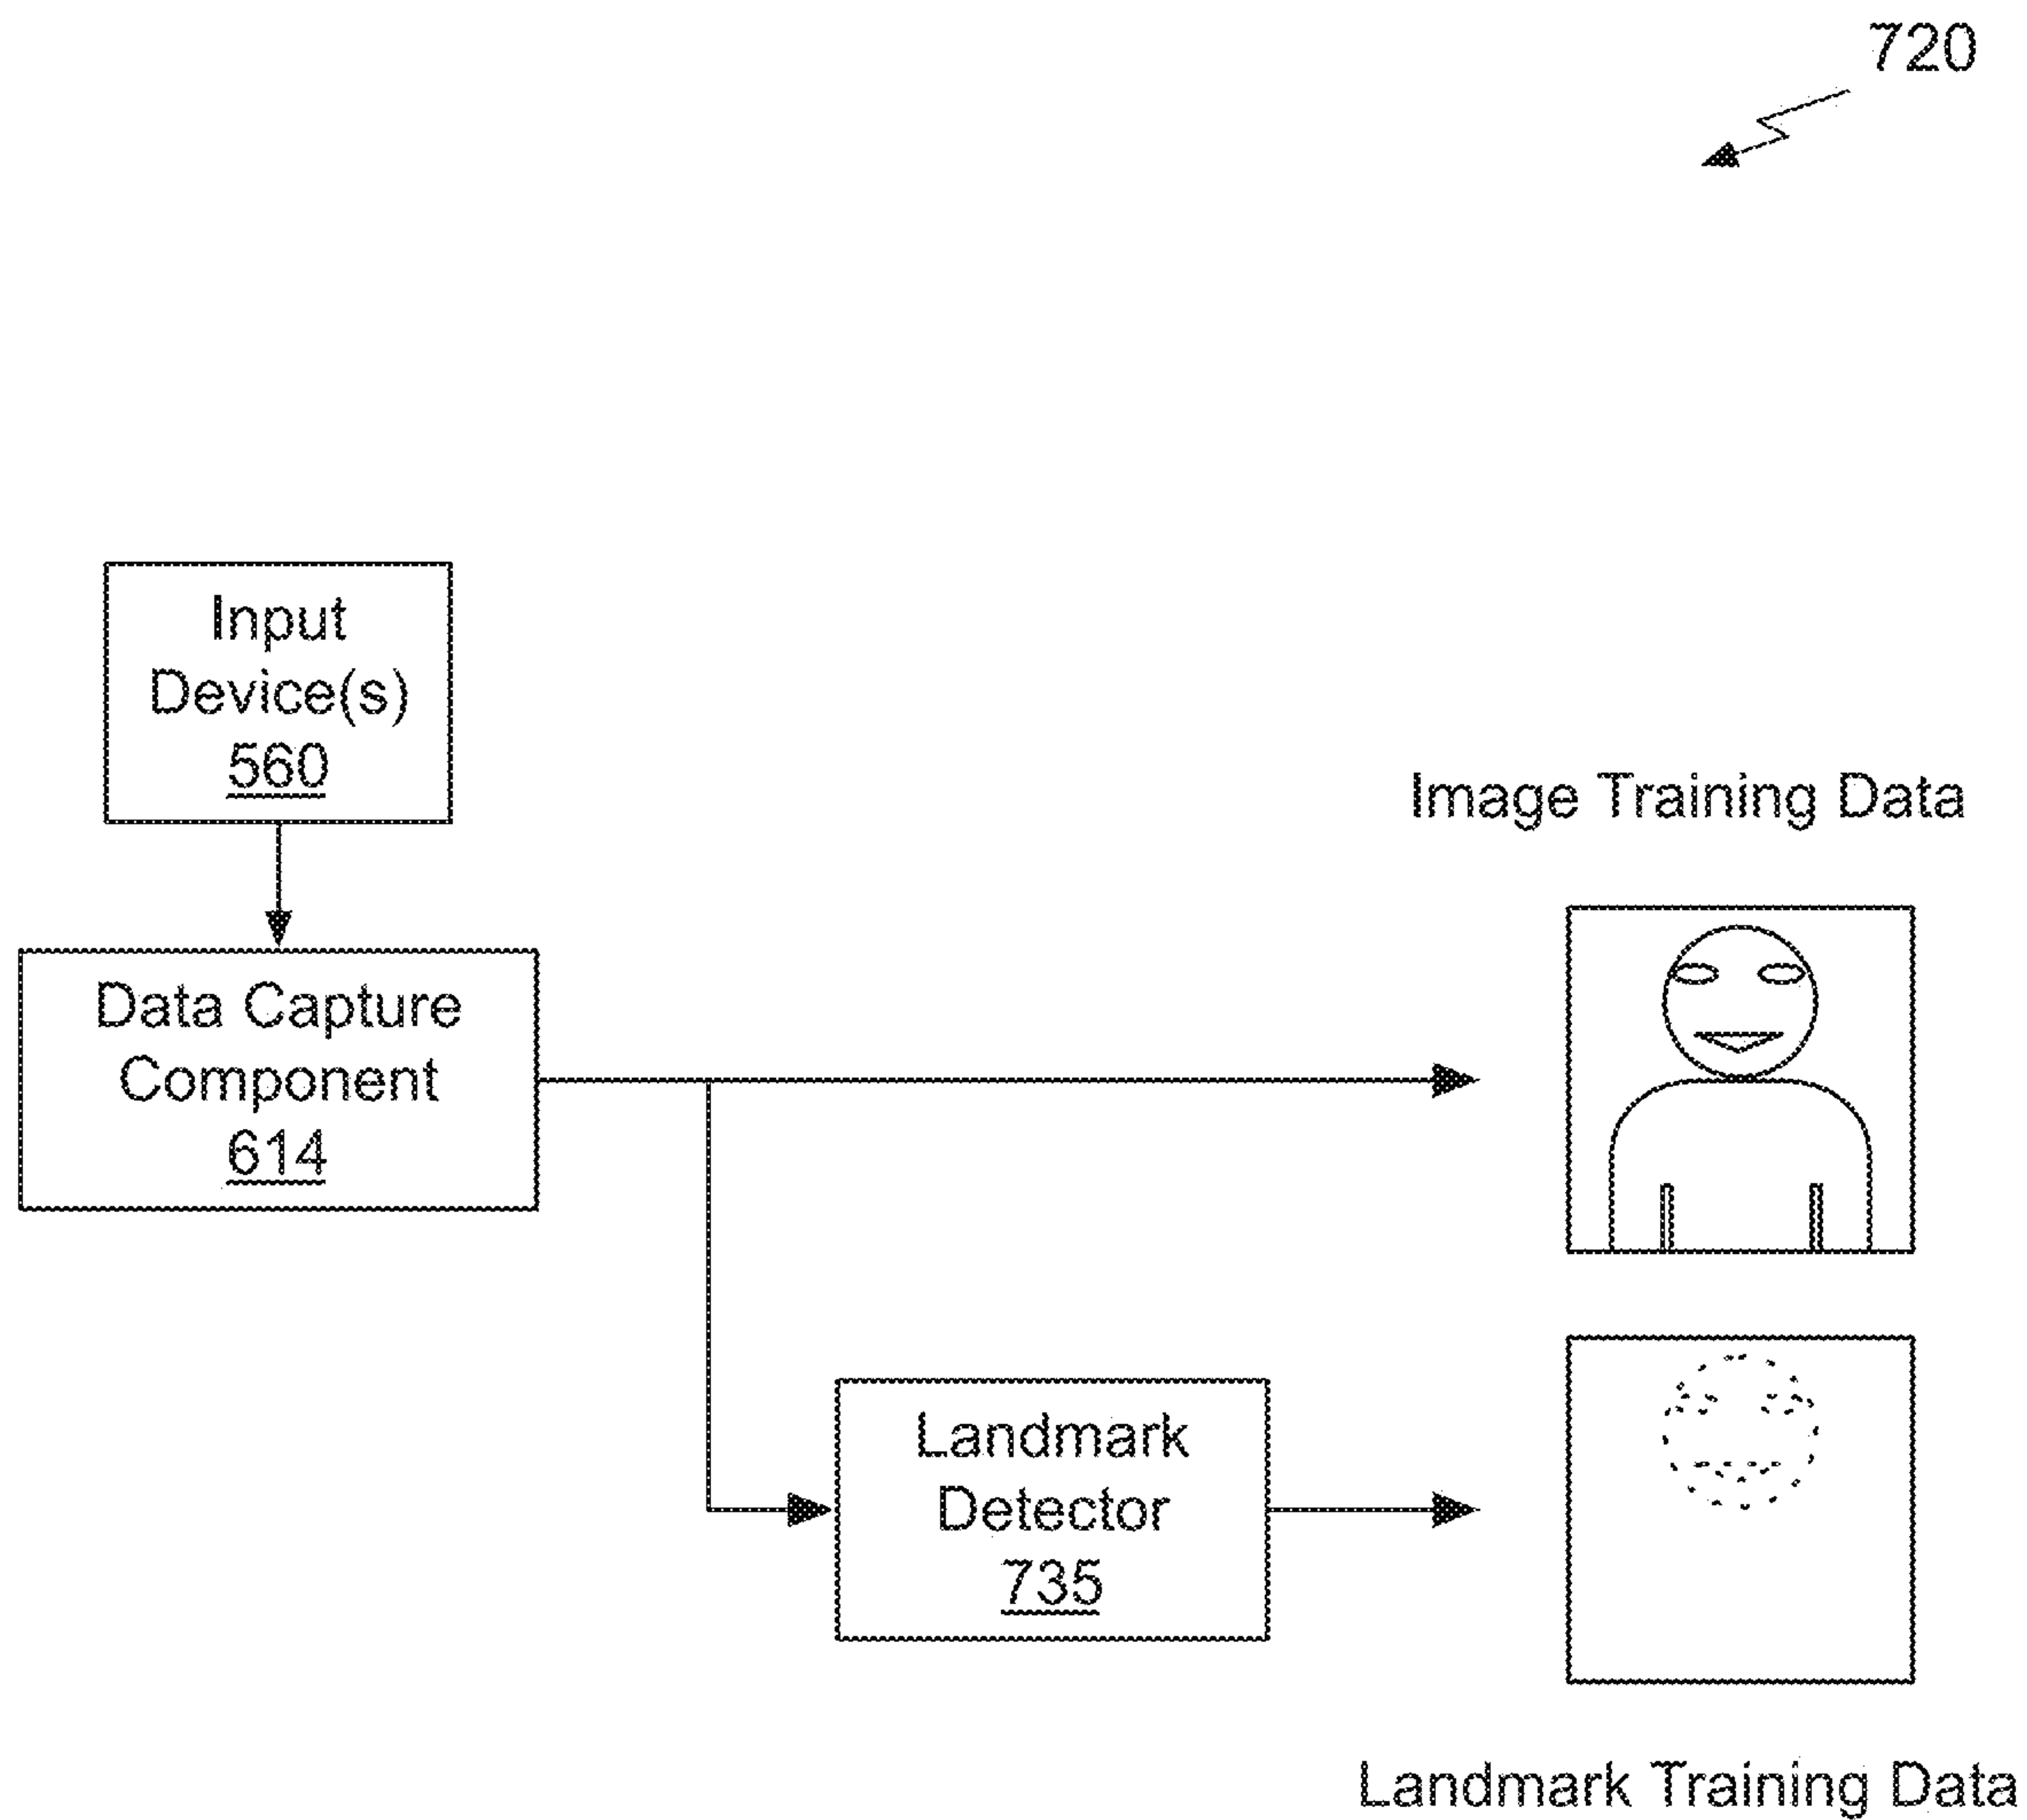 720
Input
Device(s)
560
Data Capture
Component
614
Image Training Data
Landmark
Detector
735
Landmark Training Data